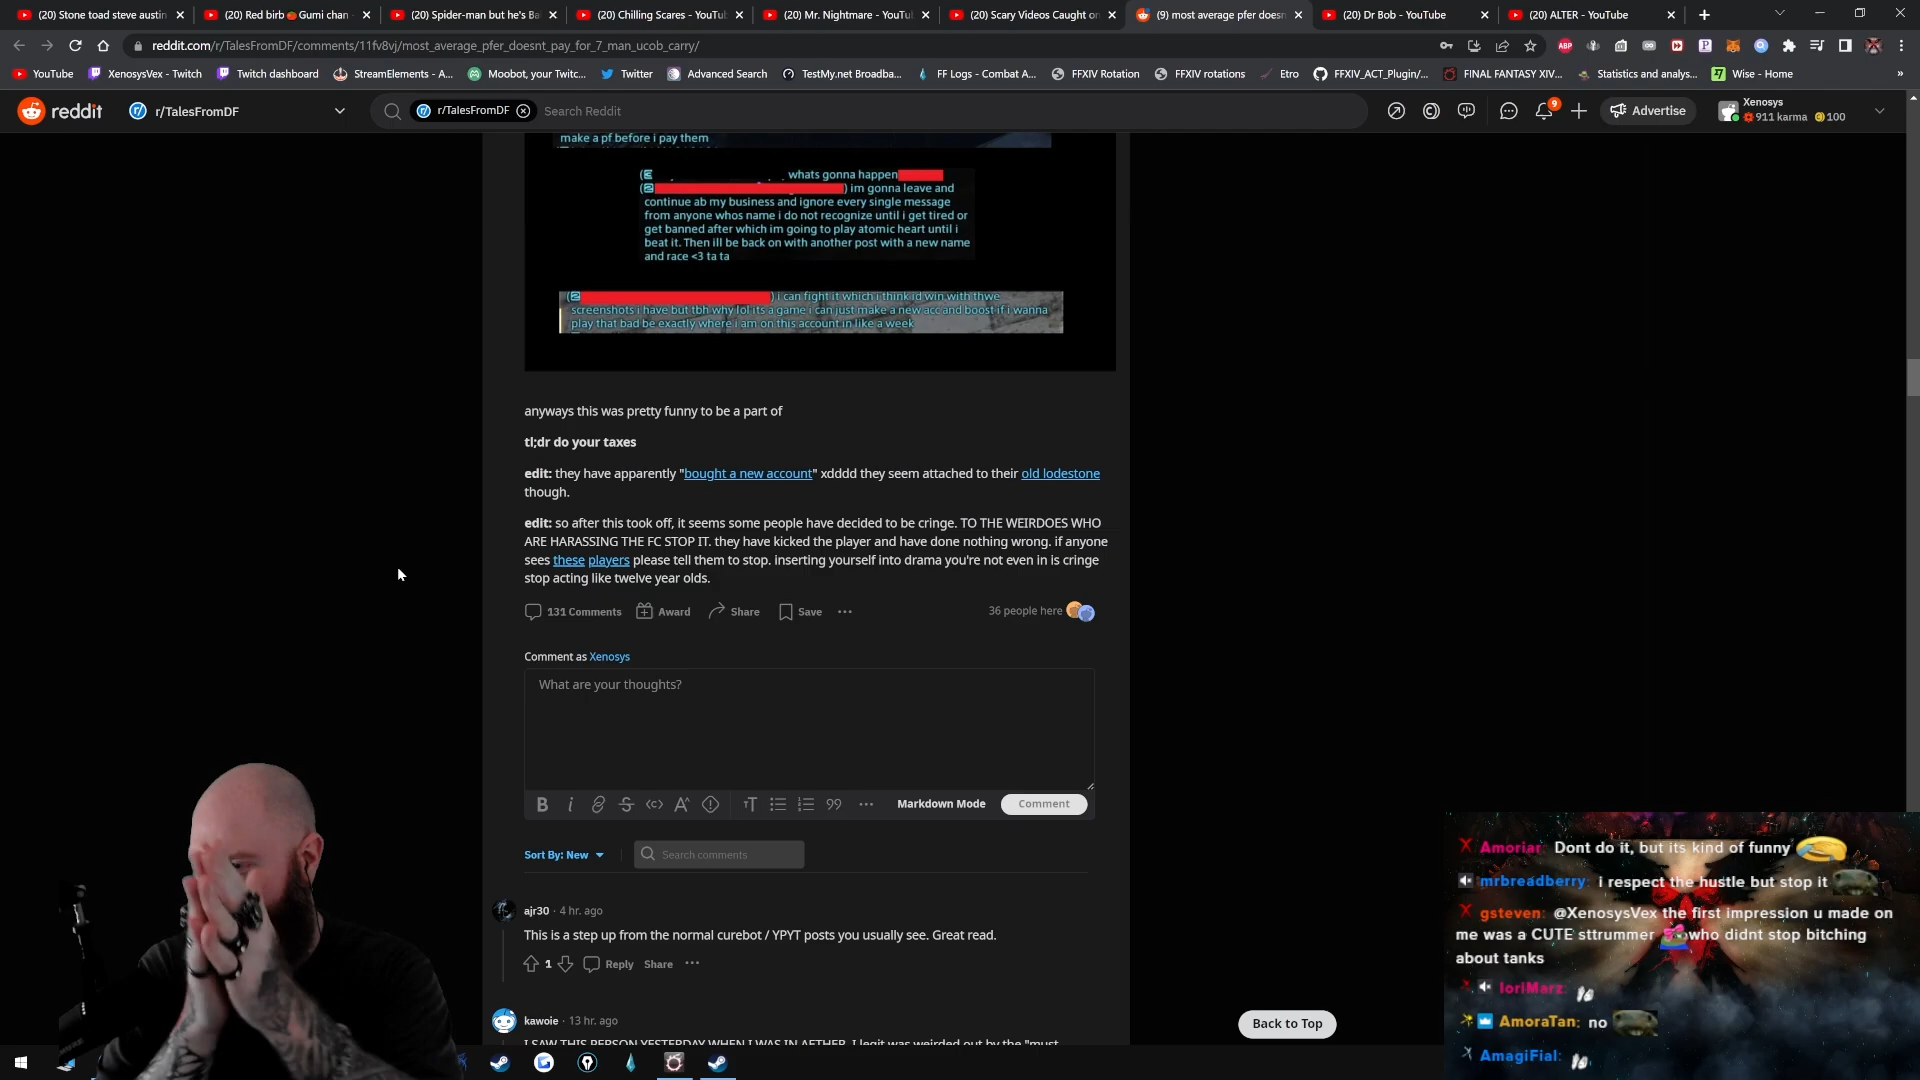 (20) Stone toad steve austin
(20) Red birb Gumi chan
(20) Spider-man but he's Ba
(20) Chilling Scares - YouTu
(20) Mr. Nightmare - YouTu
(20) Scary Videos Caught on
(9) most average pfer doesn
(20) Dr Bob - YouTube
(20) ALTER - YouTube
reddit.com/r/TalesFromDF/comments/11fv8vj/most_average_pfer_doesnt_pay_for_7_man_ucob_carry/
YouTube
XenosysVex - Twitch
Twitch dashboard
StreamElements - A...
Moobot, your Twitc...
Twitter
Advanced Search
TestMy.net Broadba...
FF Logs - Combat A...
FFXIV Rotation
FFXIV rotations
Etro
FFXIV_ACT_Plugin/...
FINAL FANTASY XIV...
Statistics and analys...
Wise - Home
reddit
r/TalesFromDF
r/TalesFromDF
Search Reddit
9
Advertise
Xenosys
911 karma 100
make a pf before i pay them
whats gonna happen
) im gonna leave and
continue ab my business and ignore every single message
from anyone whos name i do not recognize until i get tired or
get banned after which im going to play atomic heart until i
beat it. Then ill be back on with another post with a new name
and race <3 ta ta
) i can fight it which i think id win with thwe
screenshots i have but tbh why lol its a game i can just make a new acc and boost if i wanna
play that bad be exactly where i am on this account in like a week
anyways this was pretty funny to be a part of
tl;dr do your taxes
edit: they have apparently "bought a new account" xdddd they seem attached to their old lodestone
though.
edit: so after this took off, it seems some people have decided to be cringe. TO THE WEIRDOES WHO
ARE HARASSING THE FC STOP IT. they have kicked the player and have done nothing wrong. if anyone
sees these players please tell them to stop. inserting yourself into drama you're not even in is cringe
stop acting like twelve year olds.
131 Comments
Award
Share
Save
36 people here
Comment as Xenosys
What are your thoughts?
Markdown Mode
Comment
Sort By: New
Search comments
ajr30 · 4 hr. ago
This is a step up from the normal curebot / YPYT posts you usually see. Great read.
1
Reply
Share
kawoie · 13 hr. ago
I SAW THIS PERSON YESTERDAY WHEN I WAS IN AETHER. I legit was weirded out by the "must
Back to Top
Amoriar: Dont do it, but its kind of funny
mrbreadberry: i respect the hustle but stop it
gsteven: @XenosysVex the first impression u made on
me was a CUTE sttrummer who didnt stop bitching
about tanks
IoriMarz:
AmoraTan: no
AmagiFial: